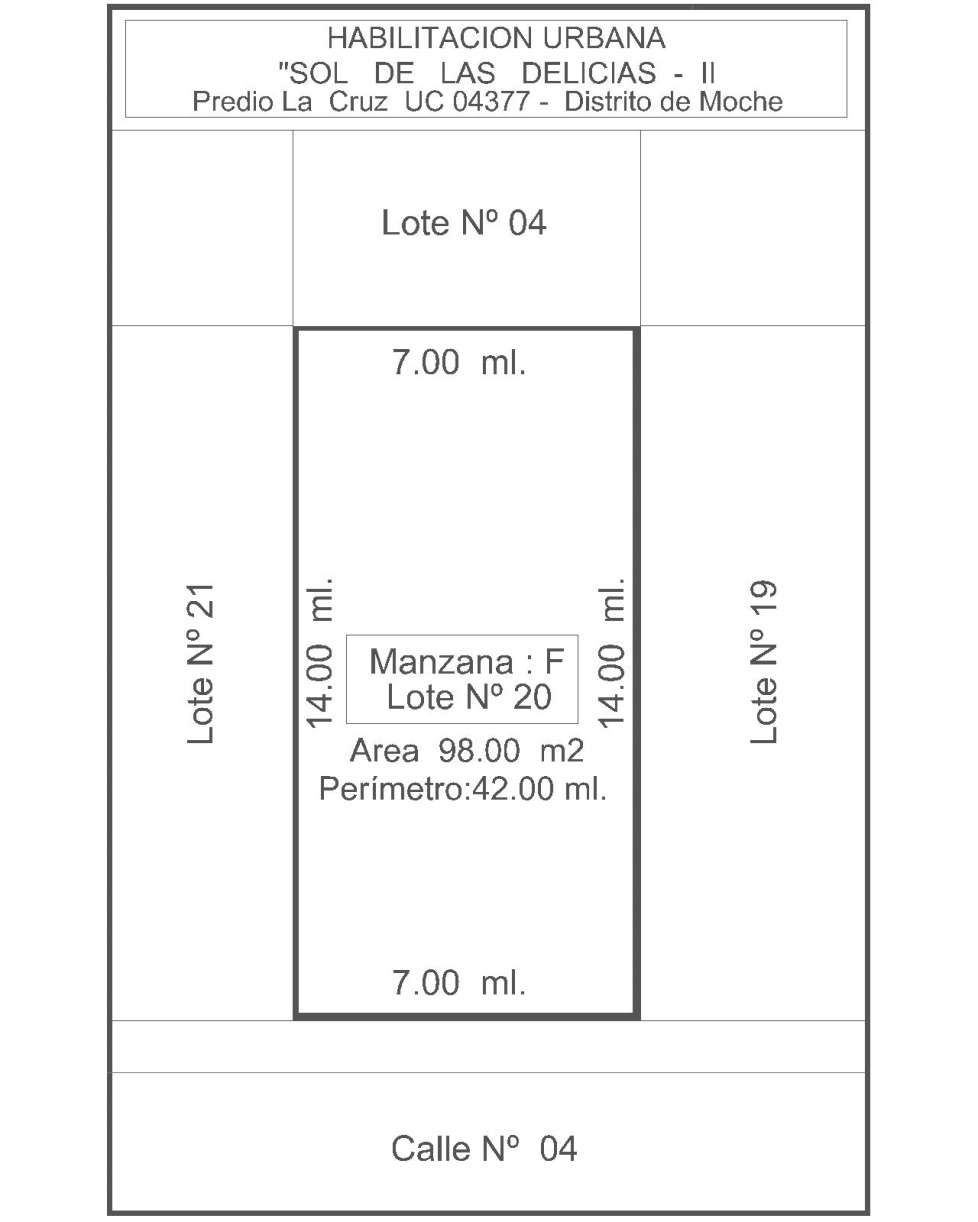 HABILITACION URBANA
"SOL DE LAS DELICIAS - II
Predio La Cruz UC 04377 - Distrito de Moche
Lote Nº 04
7.00 ml.
Lote Nº 21
14.00 ml.
Manzana : F
Lote Nº 20
Area 98.00 m2
Perímetro:42.00 ml.
14.00 ml.
Lote Nº 19
7.00 ml.
Calle Nº 04